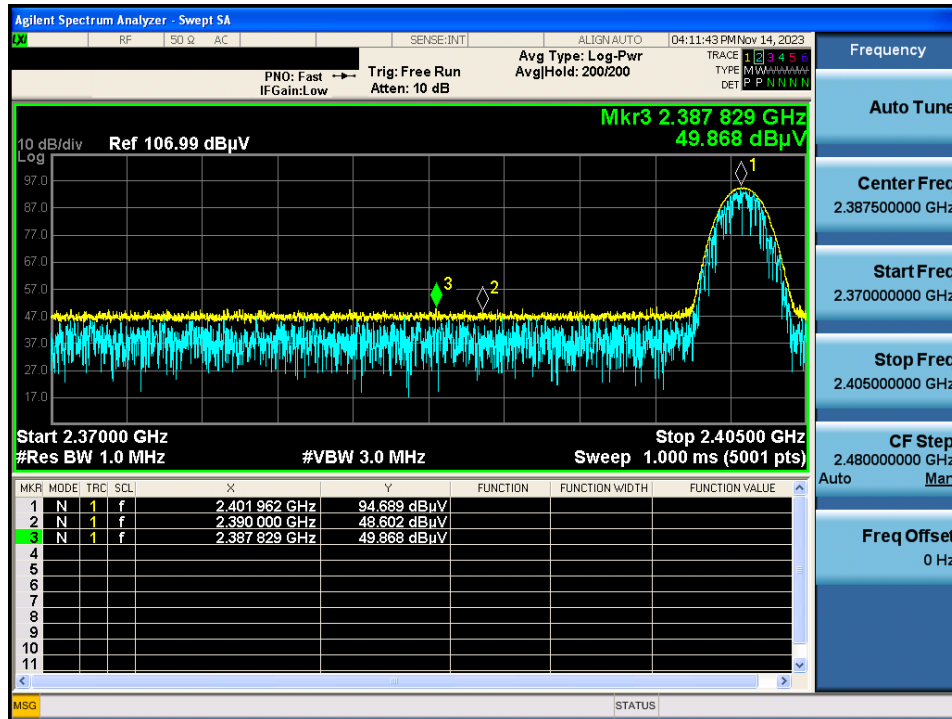 Agilent Spectrum Analyzer - Swept SA
LXI RF 50 Ω AC SENSE:INT ALIGN AUTO 04:11:43 PM Nov 14, 2023
PNO: Fast
IFGain:Low
Trig: Free Run
Atten: 10 dB
Avg Type: Log-Pwr
Avg|Hold: 200/200
TRACE 1 2 3 4 5 6
TYPE M W
DET P P N N N N
Mkr3 2.387 829 GHz
49.868 dBµV
10 dB/div
Log
Ref 106.99 dBµV
97.0
87.0
77.0
67.0
57.0
47.0
37.0
27.0
17.0
1
3
2
Start 2.37000 GHz
Stop 2.40500 GHz
#Res BW 1.0 MHz
#VBW 3.0 MHz
Sweep 1.000 ms (5001 pts)
MKR MODE TRC SCL X Y FUNCTION FUNCTION WIDTH FUNCTION VALUE
1 N 1 f 2.401 962 GHz 94.689 dBµV
2 N 1 f 2.390 000 GHz 48.602 dBµV
3 N 1 f 2.387 829 GHz 49.868 dBµV
4
5
6
7
8
9
10
11
MSG
STATUS
Frequency
Auto Tune
Center Freq
2.387500000 GHz
Start Freq
2.370000000 GHz
Stop Freq
2.405000000 GHz
CF Step
2.480000000 GHz
Auto Man
Freq Offset
0 Hz